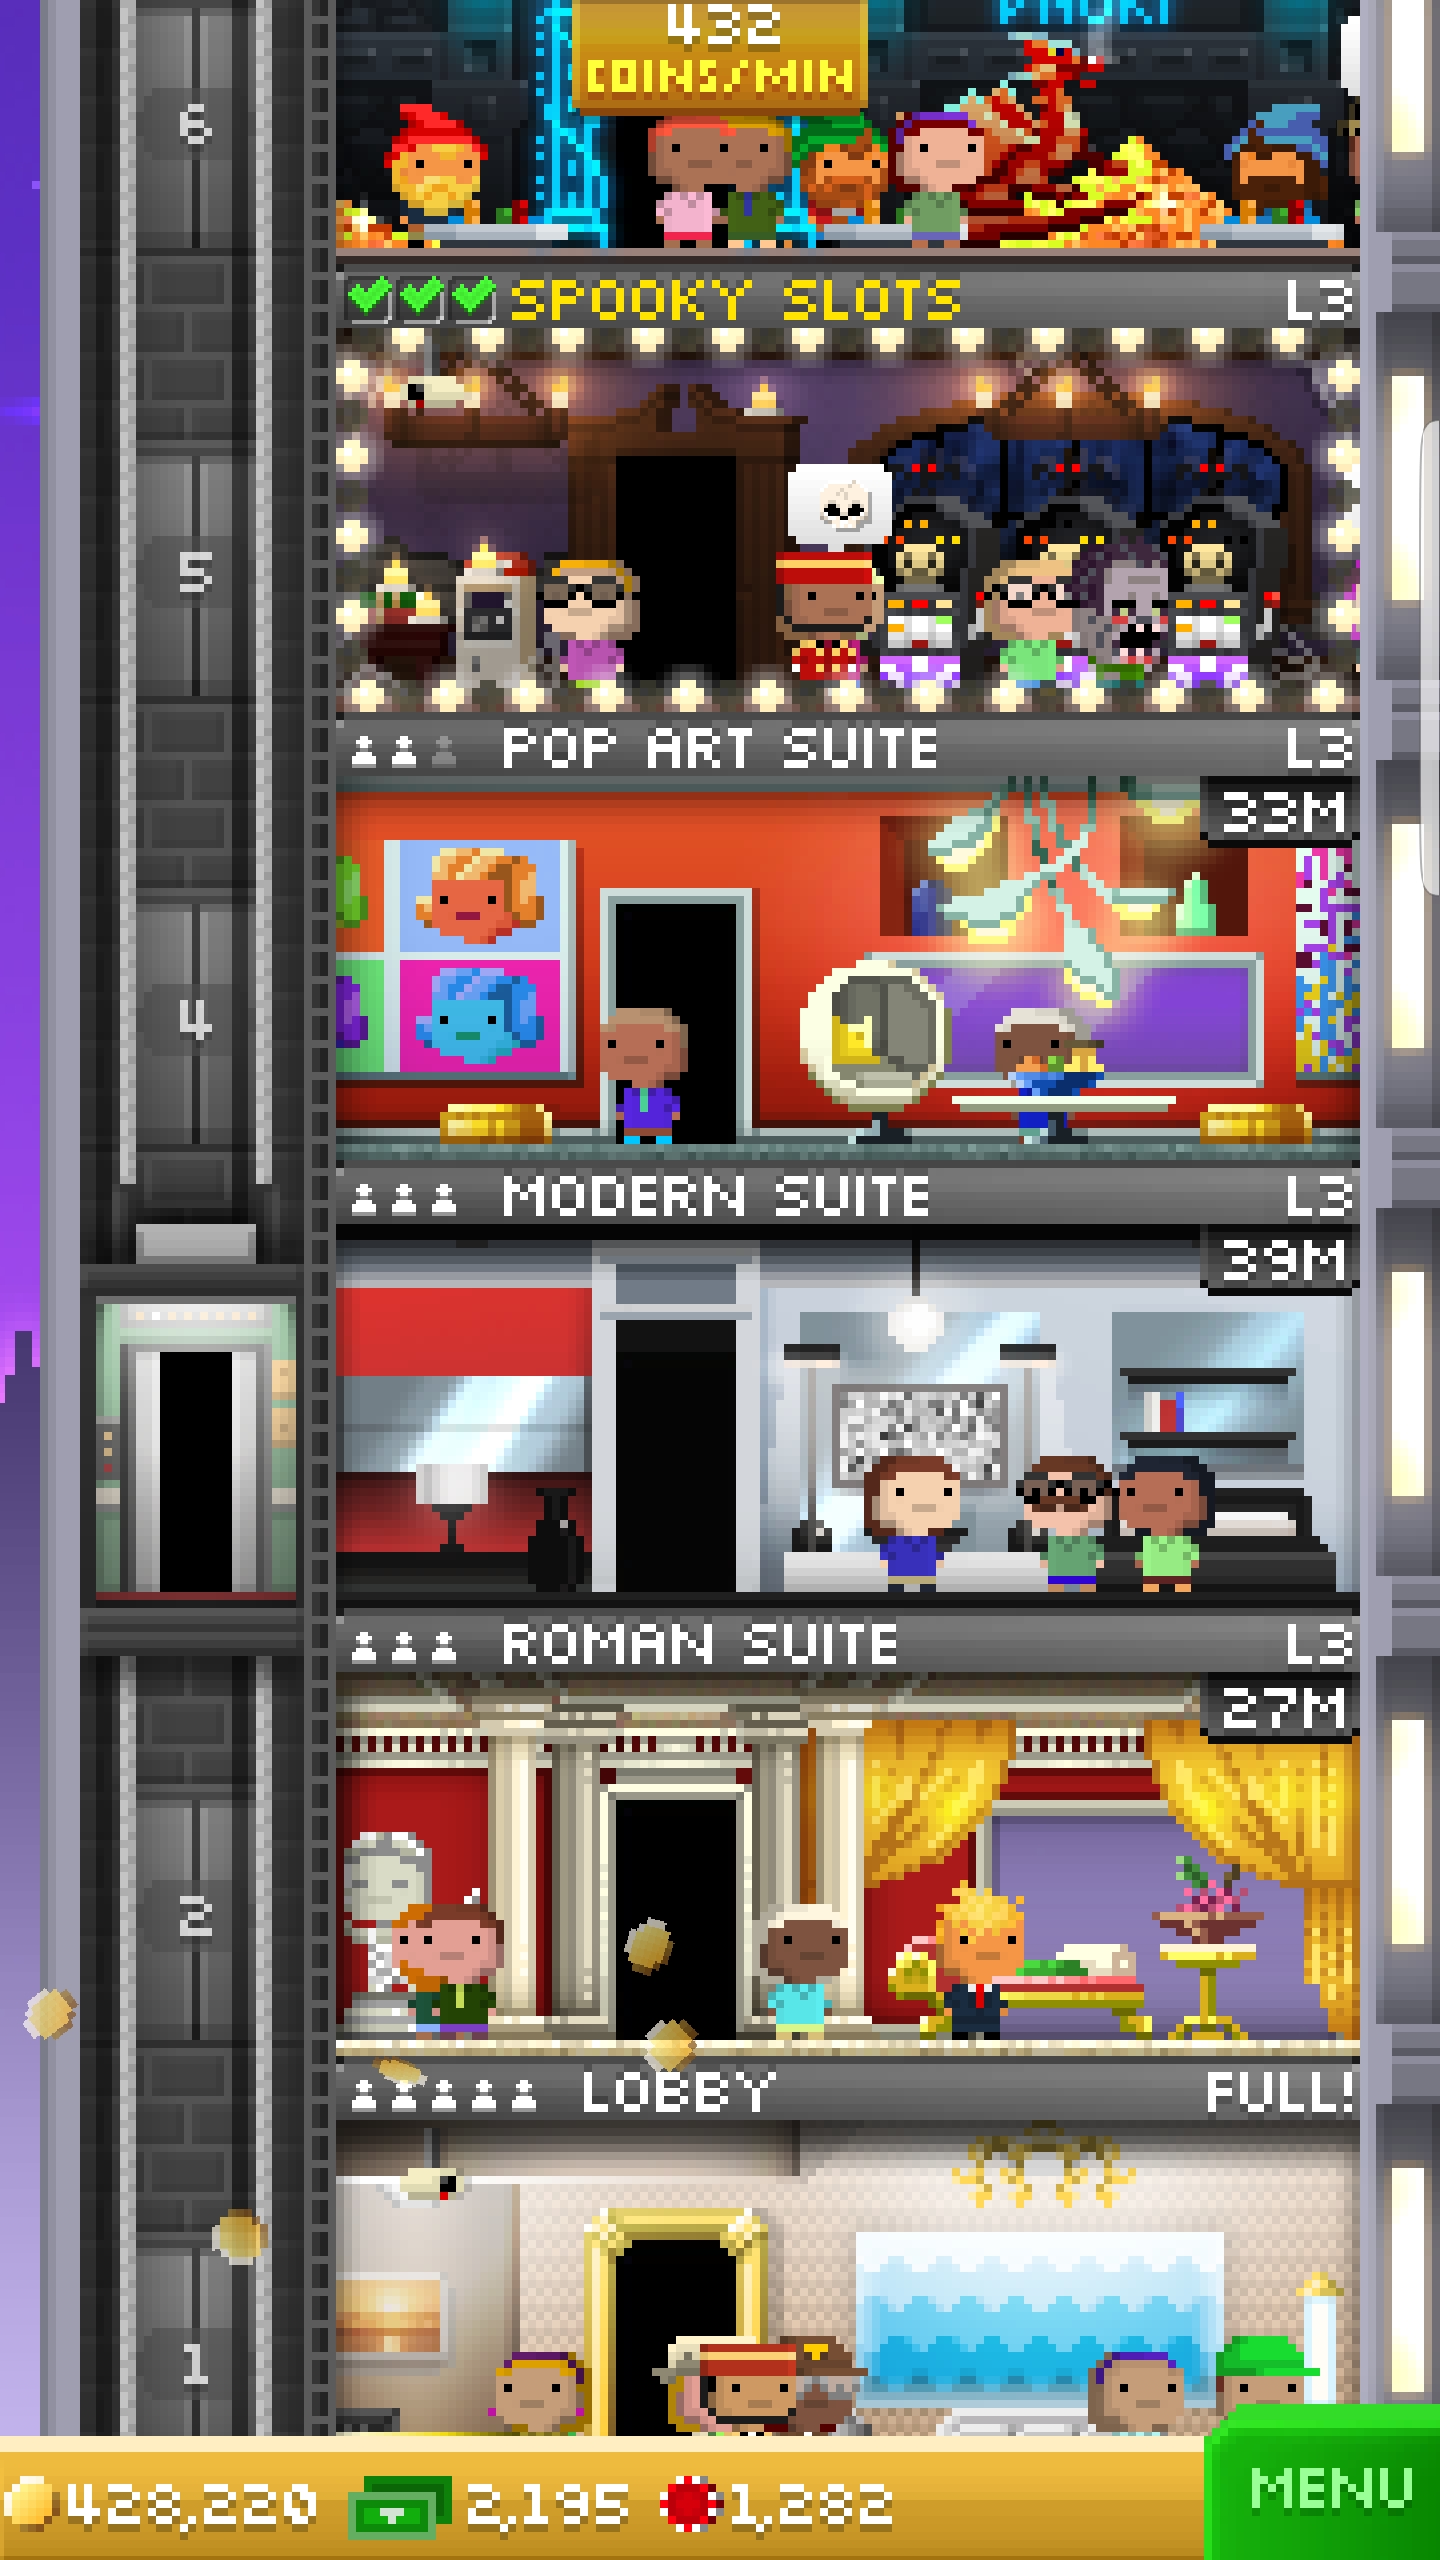 432
COINS/MIN
6
SPOOKY SLOTS L3
5
POP ART SUITE L3
33M
4
MODERN SUITE L3
39M
ROMAN SUITE L3
27M
2
LOBBY FULL!
1
428,220 2,195 1,282
MENU